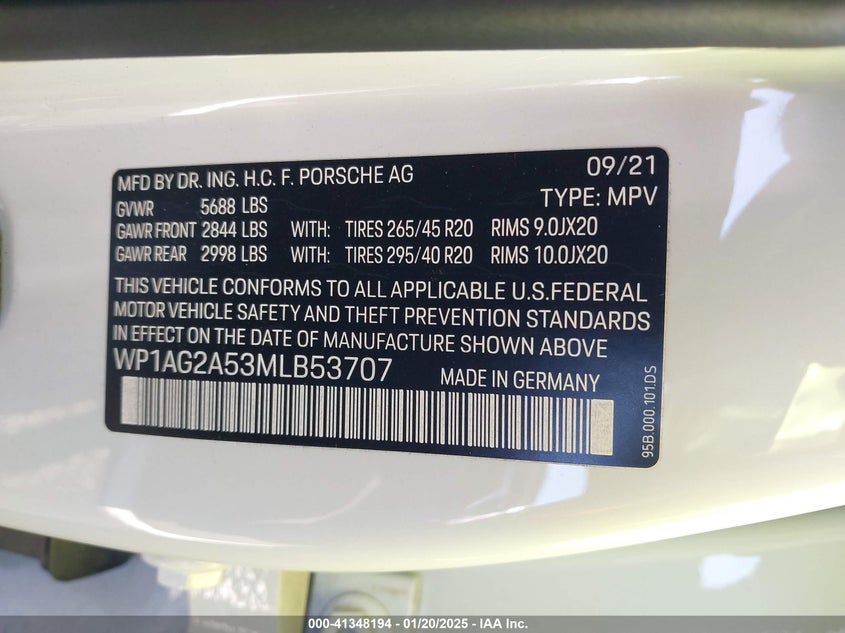 MFD BY DR. ING. H.C. F. PORSCHE AG 09/21
GVWR 5688 LBS TYPE: MPV
GAWR FRONT 2844 LBS WITH: TIRES 265/45 R20 RIMS 9.0JX20
GAWR REAR 2998 LBS WITH: TIRES 295/40 R20 RIMS 10.0JX20
THIS VEHICLE CONFORMS TO ALL APPLICABLE U.S.FEDERAL
MOTOR VEHICLE SAFETY AND THEFT PREVENTION STANDARDS
IN EFFECT ON THE DATE OF MANUFACTURE SHOWN ABOVE
WP1AG2A53MLB53707 MADE IN GERMANY
95B.000.101.DS
000-41348194 - 01/20/2025 - IAA Inc.